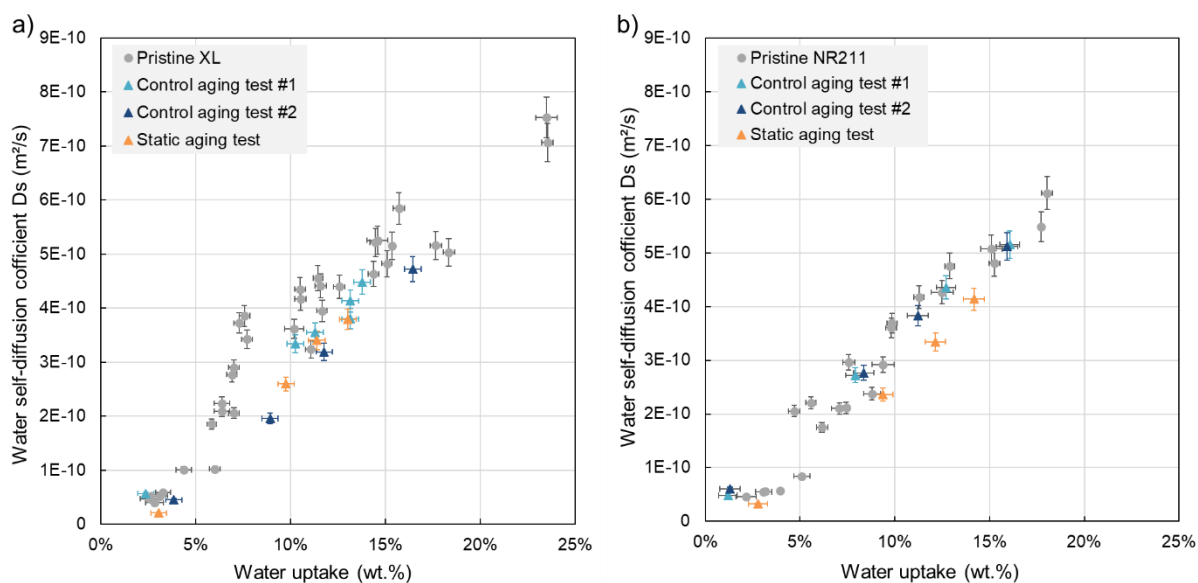 a)
9E-10
8E-10
7E-10
6E-10
5E-10
4E-10
3E-10
2E-10
1E-10
0
Water self-diffusion cofficient Ds (m²/s)
Pristine XL
Control aging test #1
Control aging test #2
Static aging test
0% 5% 10% 15% 20% 25%
Water uptake (wt.%)
b)
9E-10
8E-10
7E-10
6E-10
5E-10
4E-10
3E-10
2E-10
1E-10
0
Water self-diffusion cofficient Ds (m²/s)
Pristine NR211
Control aging test #1
Control aging test #2
Static aging test
0% 5% 10% 15% 20% 25%
Water uptake (wt.%)